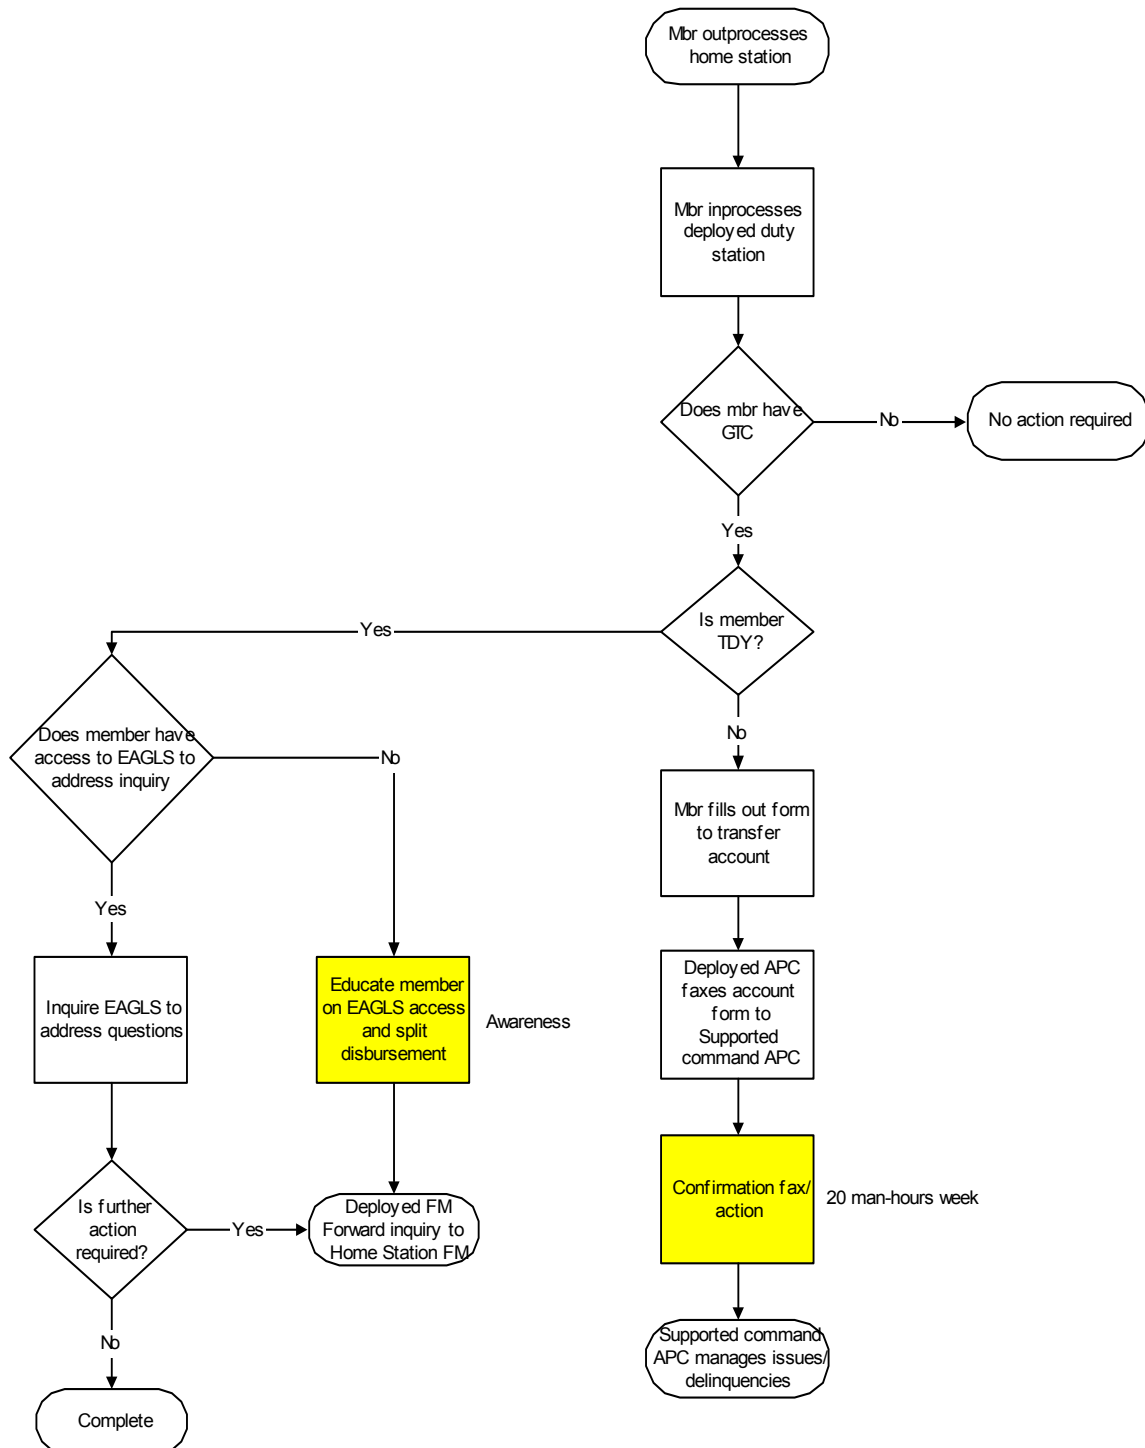 Mbr outprocesses
home station
Mbr inprocesses
deployed duty
station
Does mbr have
GTC
No
No action required
Yes
Is member
TDY?
Yes
No
Does member have
access to EAGLS to
address inquiry
No
Yes
Mbr fills out form
to transfer
account
Inquire EAGLS to
address questions
Educate member
on EAGLS access
and split
disbursement
Awareness
Deployed APC
faxes account
form to
Supported
command APC
Confirmation fax/
action
20 man-hours week
Is further
action
required?
Yes
Deployed FM
Forward inquiry to
Home Station FM
No
Complete
Supported command
APC manages issues/
delinquencies